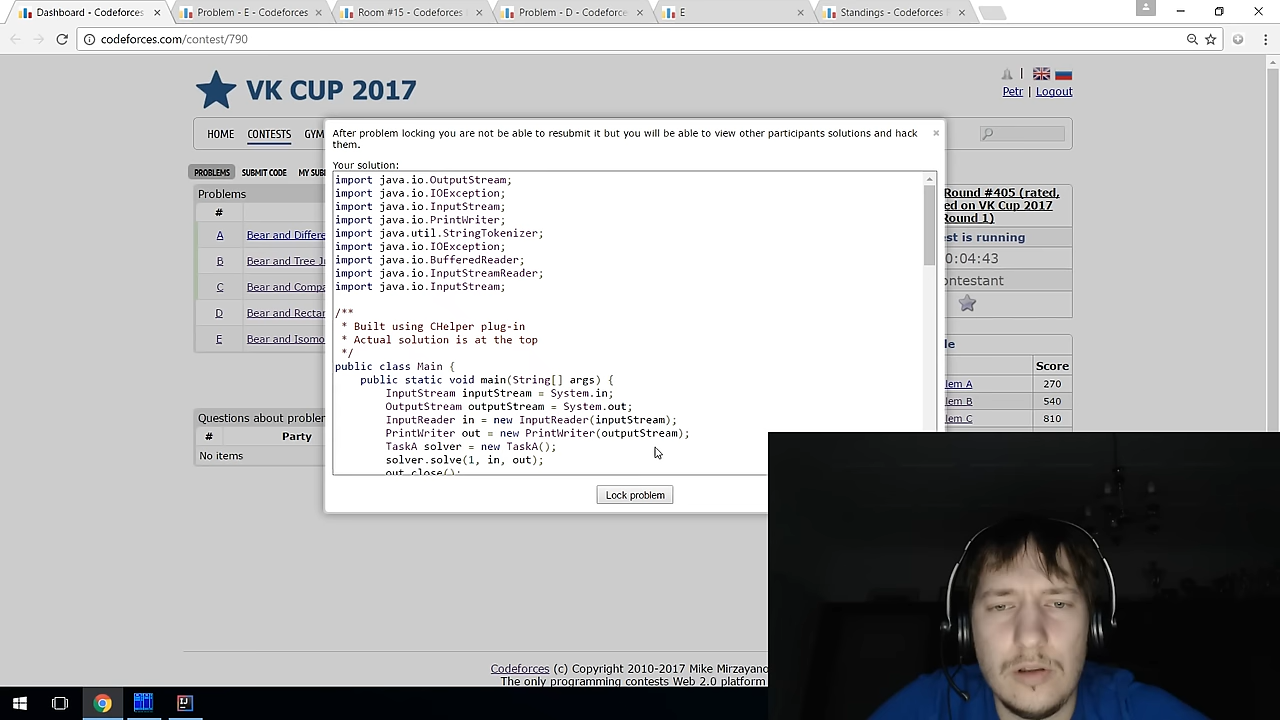 Dashboard - Codeforces
Problem - E - Codeforces
Room #15 - Codeforces
Problem - D - Codeforces
E
Standings - Codeforces
codeforces.com/contest/790
VK CUP 2017
Petr | Logout
HOME CONTESTS GYM
PROBLEMS SUBMIT CODE MY SUB
After problem locking you are not be able to resubmit it but you will be able to view other participants solutions and hack
them.
Your solution:
import java.io.OutputStream;
import java.io.IOException;
import java.io.InputStream;
import java.io.PrintWriter;
import java.util.StringTokenizer;
import java.io.IOException;
import java.io.BufferedReader;
import java.io.InputStreamReader;
import java.io.InputStream;
/**
* Built using CHelper plug-in
* Actual solution is at the top
*/
public class Main {
public static void main(String[] args) {
InputStream inputStream = System.in;
OutputStream outputStream = System.out;
InputReader in = new InputReader(inputStream);
PrintWriter out = new PrintWriter(outputStream);
TaskA solver = new TaskA();
solver.solve(1, in, out);
out.close();
Lock problem
Problems
#
A Bear and Differe
B Bear and Tree J
C Bear and Compa
D Bear and Rectar
E Bear and Isomo
Questions about problem
# Party
No items
Round #405 (rated,
ed on VK Cup 2017
Round 1)
st is running
0:04:43
ontestant
le
Score
lem A 270
lem B 540
lem C 810
Codeforces (c) Copyright 2010-2017 Mike Mirzayano
The only programming contests Web 2.0 platform